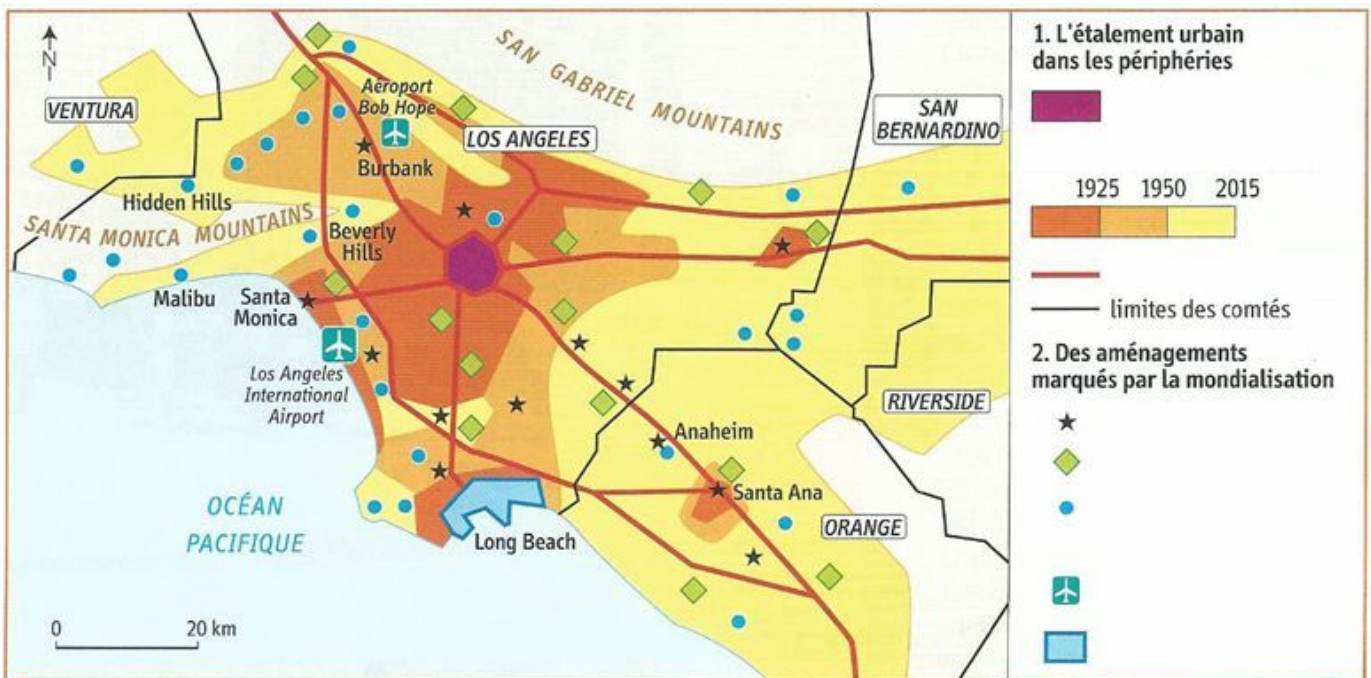 N
VENTURA
Aéroport
Bob Hope
Burbank
SAN GABRIEL MOUNTAINS
LOS ANGELES
SAN
BERNARDINO
Hidden Hills
SANTA MONICA MOUNTAINS
Beverly
Hills
Malibu
Santa
Monica
Los Angeles
International
Airport
Anaheim
RIVERSIDE
Santa Ana
ORANGE
OCÉAN
PACIFIQUE
Long Beach
0 20 km
1. L'étalement urbain
dans les périphéries
1925 1950 2015
limites des comtés
2. Des aménagements
marqués par la mondialisation